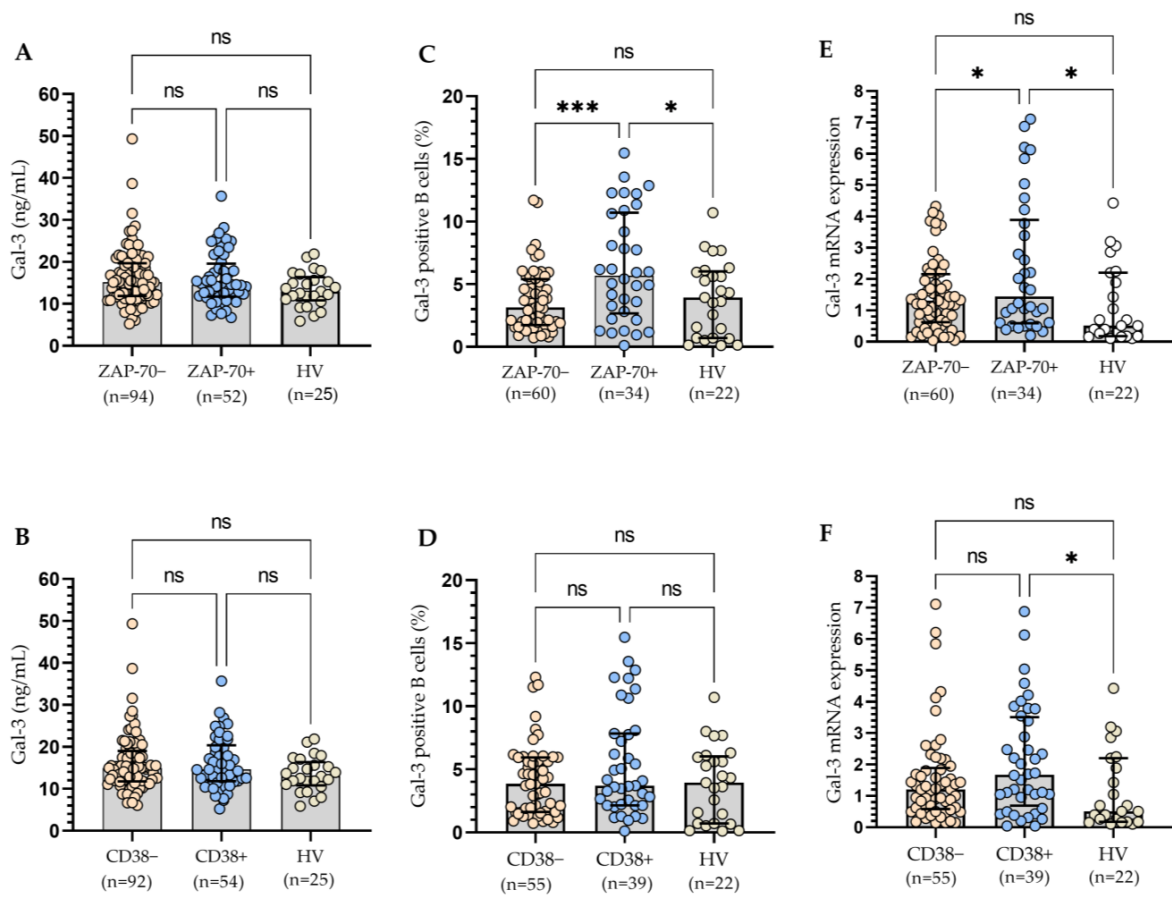 A
ns
ns
ns
60
50
40
30
20
10
0
Gal-3 (ng/mL)
ZAP-70− ZAP-70+ HV
(n=94) (n=52) (n=25)
C
ns
***
*
20
15
10
5
0
Gal-3 positive B cells (%)
ZAP-70− ZAP-70+ HV
(n=60) (n=34) (n=22)
E
ns
*
*
8
7
6
5
4
3
2
1
0
Gal-3 mRNA expression
ZAP-70− ZAP-70+ HV
(n=60) (n=34) (n=22)
B
ns
ns
ns
60
50
40
30
20
10
0
Gal-3 (ng/mL)
CD38− CD38+ HV
(n=92) (n=54) (n=25)
D
ns
ns
ns
20
15
10
5
0
Gal-3 positive B cells (%)
CD38− CD38+ HV
(n=55) (n=39) (n=22)
F
ns
ns
*
8
7
6
5
4
3
2
1
0
Gal-3 mRNA expression
CD38− CD38+ HV
(n=55) (n=39) (n=22)